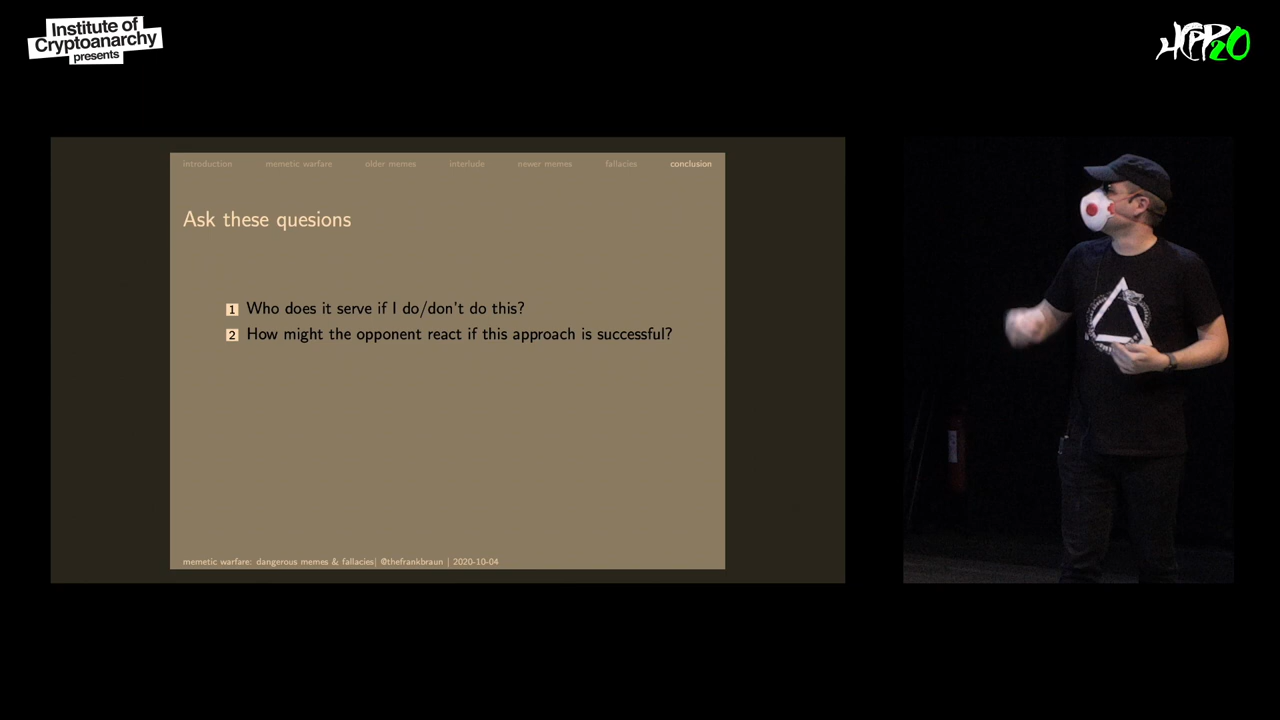 Institute of
Cryptoanarchy
presents
HCPP20
introduction memetic warfare older memes interlude newer memes fallacies conclusion
Ask these quesions
1 Who does it serve if I do/don't do this?
2 How might the opponent react if this approach is successful?
memetic warfare: dangerous memes & fallacies| @thefrankbraun | 2020-10-04